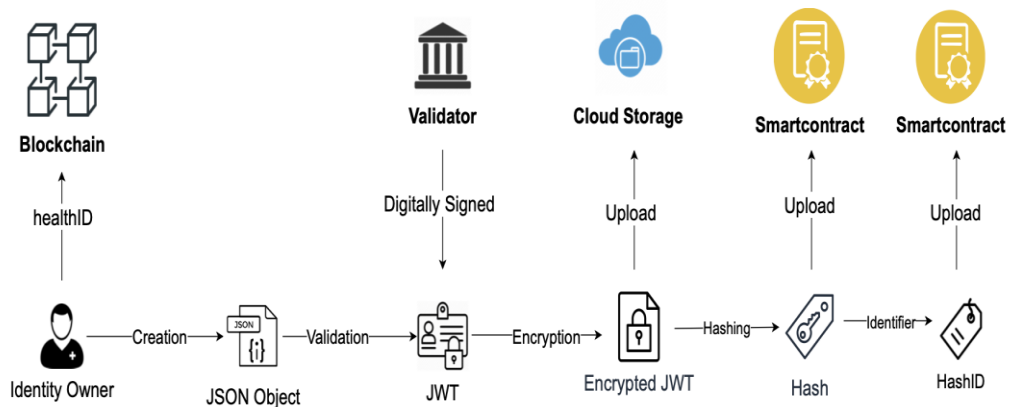 Blockchain
Validator
Cloud Storage
Smartcontract
Smartcontract
healthID
Digitally Signed
Upload
Upload
Upload
Creation
JSON
{i}
Validation
Encryption
Hashing
Identifier
Identity Owner
JSON Object
JWT
Encrypted JWT
Hash
HashID